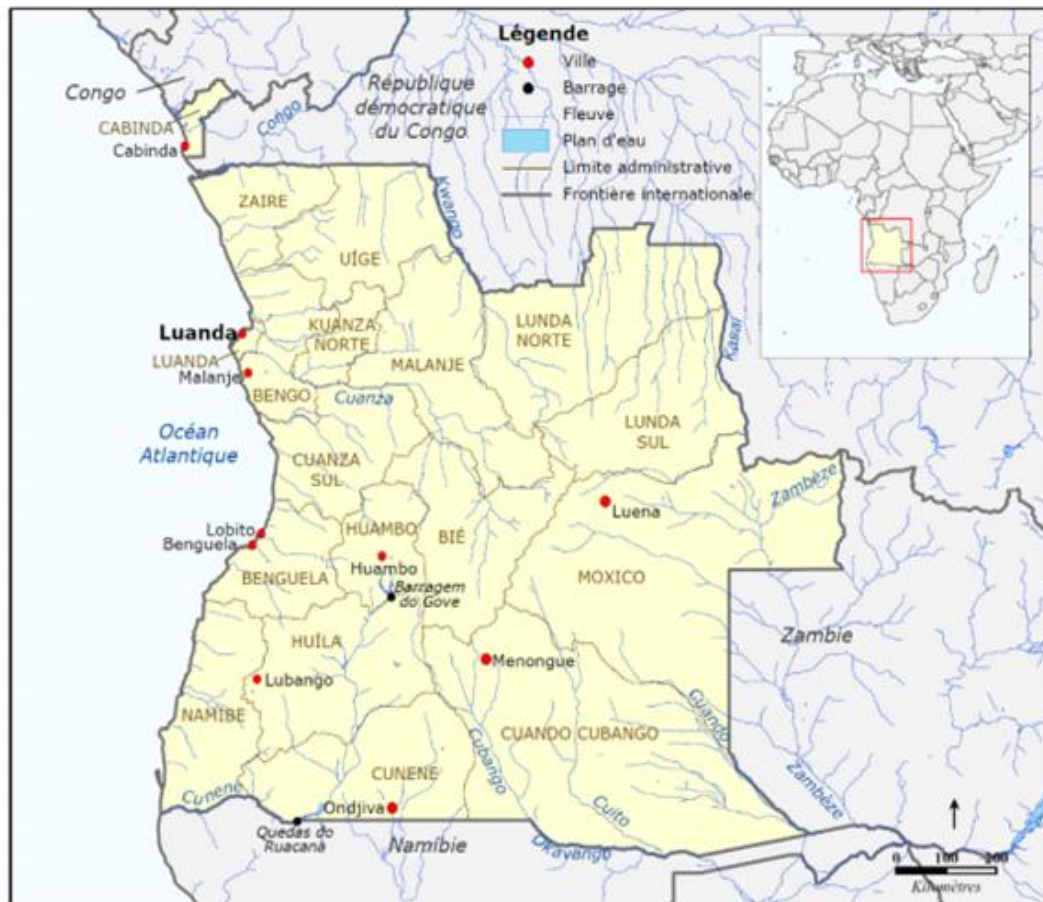 Légende
Ville
Barrage
Fleuve
Plan d'eau
Limite administrative
Frontière internationale
Congo
République
démocratique
du Congo
Congo
CABINDA
Cabinda
Kwango
ZAIRE
UÍGE
Kasai
Luanda
KUANZA
NORTE
LUNDA
NORTE
LUANDA
MALANJE
Malanje
BENGO
Cuanza
LUNDA
SUL
Océan
Atlantique
CUANZA
SUL
Zambèze
Luena
Lobito
HUAMBO
BIÉ
Benguela
Huambo
BENGUELA
MOXICO
Barragem
do Gove
HUÍLA
Zambie
Menongue
Lubango
NAMIBE
CUANDO CUBANGO
Guando
Cubango
CUNENE
Zambèze
Cunene
Ondjiva
Cuito
Quedas do
Ruacaná
Namibie
Okavango
0 100 200
Kilomètres